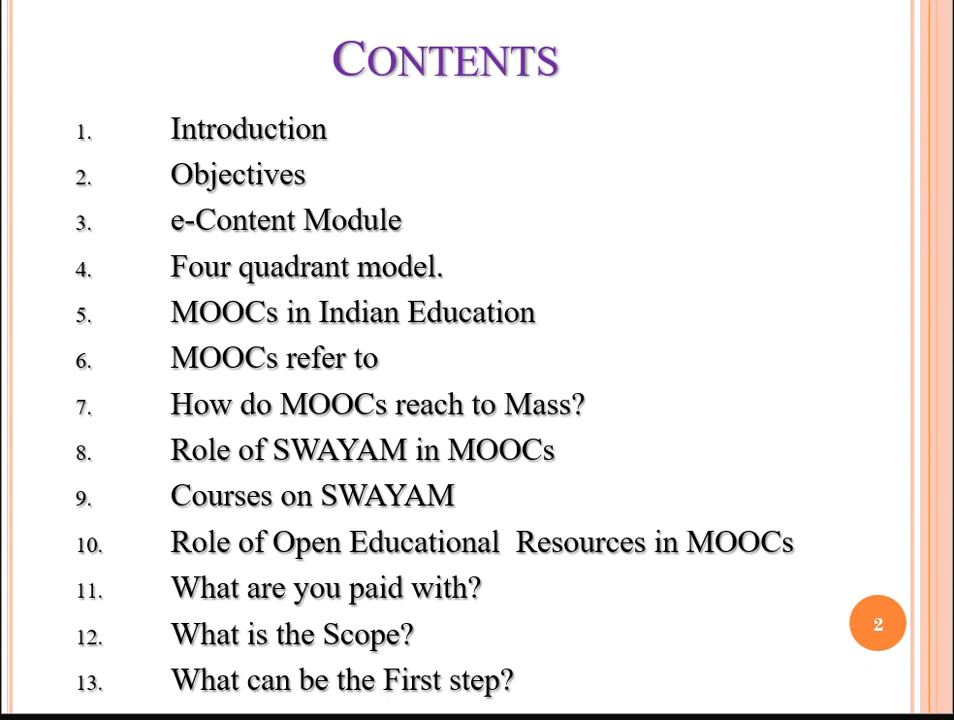 CONTENTS
1. Introduction
2. Objectives
3. e-Content Module
4. Four quadrant model.
5. MOOCs in Indian Education
6. MOOCs refer to
7. How do MOOCs reach to Mass?
8. Role of SWAYAM in MOOCs
9. Courses on SWAYAM
10. Role of Open Educational  Resources in MOOCs
11. What are you paid with?
12. What is the Scope?
2
13. What can be the First step?